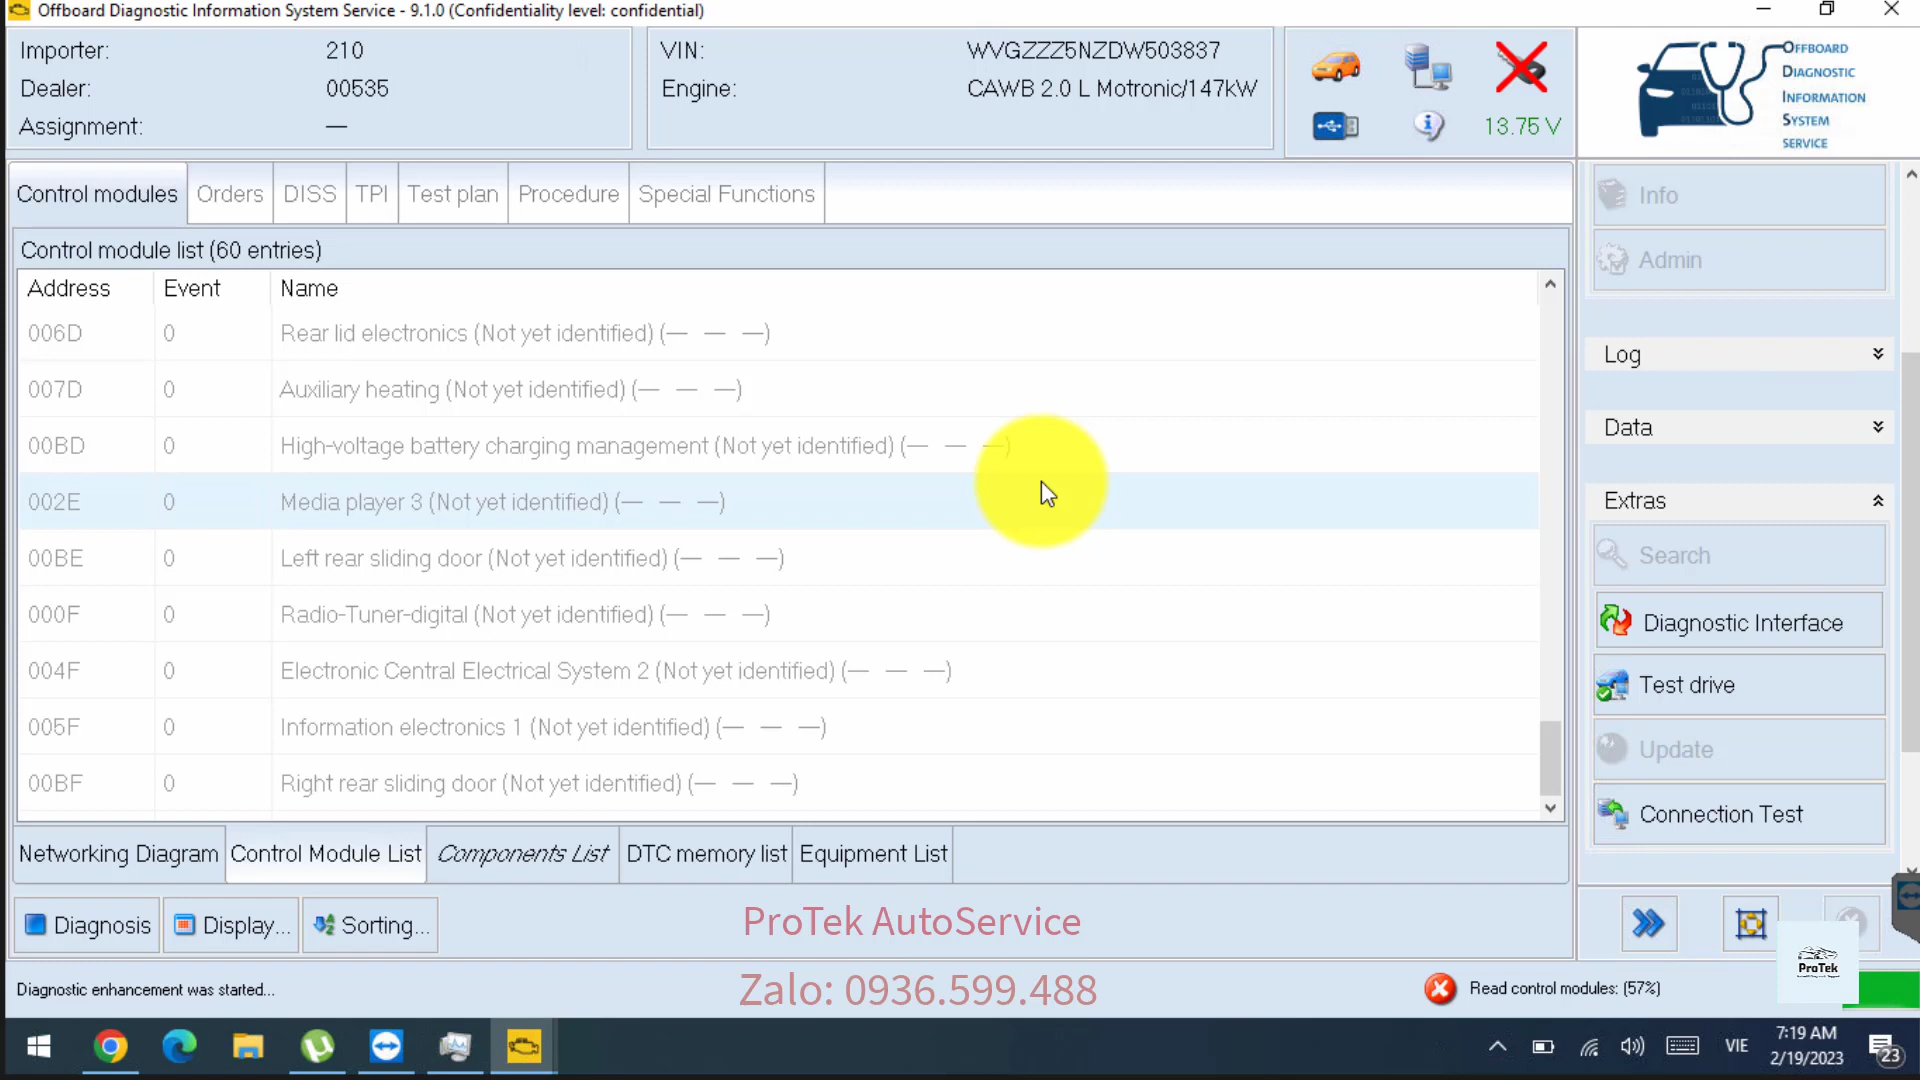 Offboard Diagnostic Information System Service - 9.1.0 (Confidentiality level: confidential)
Importer: 210
Dealer: 00535
Assignment: —
VIN: WVGZZZ5NZDW503837
Engine: CAWB 2.0 L Motronic/147kW
13.75 V
OFFBOARD
DIAGNOSTIC
INFORMATION
SYSTEM
SERVICE
Control modules Orders DISS TPI Test plan Procedure Special Functions
Control module list (60 entries)
Address Event Name
006D 0 Rear lid electronics (Not yet identified) (— — —)
007D 0 Auxiliary heating (Not yet identified) (— — —)
00BD 0 High-voltage battery charging management (Not yet identified) (— — —)
002E 0 Media player 3 (Not yet identified) (— — —)
00BE 0 Left rear sliding door (Not yet identified) (— — —)
000F 0 Radio-Tuner-digital (Not yet identified) (— — —)
004F 0 Electronic Central Electrical System 2 (Not yet identified) (— — —)
005F 0 Information electronics 1 (Not yet identified) (— — —)
00BF 0 Right rear sliding door (Not yet identified) (— — —)
Networking Diagram Control Module List Components List DTC memory list Equipment List
Diagnosis Display... Sorting...
Info
Admin
Log
Data
Extras
Search
Diagnostic Interface
Test drive
Update
Connection Test
ProTek AutoService
Zalo: 0936.599.488
ProTek
Diagnostic enhancement was started...
Read control modules: (57%)
VIE
7:19 AM
2/19/2023
23